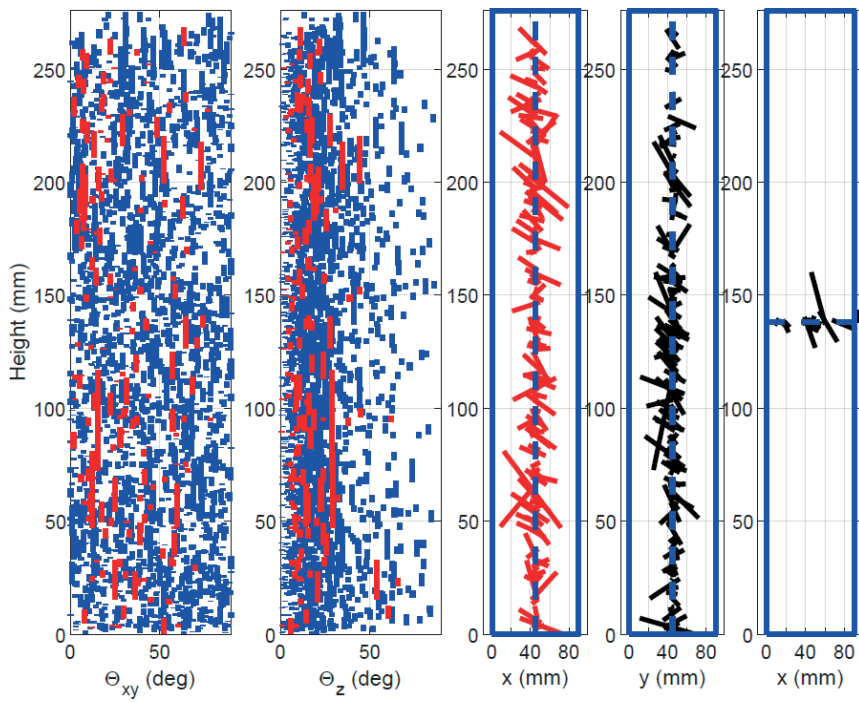 250 250 250 250 250
200 200 200 200 200
Height (mm)
150 150 150 150 150
100 100 100 100 100
50 50 50 50 50
0 0 0 0 0
0 50 0 50 0 40 80 0 40 80 0 40 80
Θxy (deg) Θz (deg) x (mm) y (mm) x (mm)